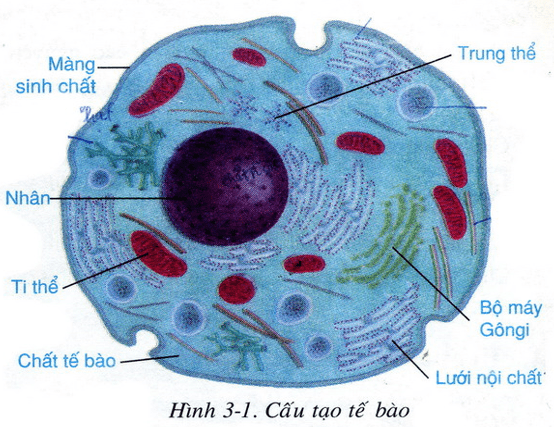 Màng
sinh chất
Trung thể
Nhân
Ti thể
Bộ máy
Gôngi
Chất tế bào
Lưới nội chất
Hình 3-1. Cấu tạo tế bào